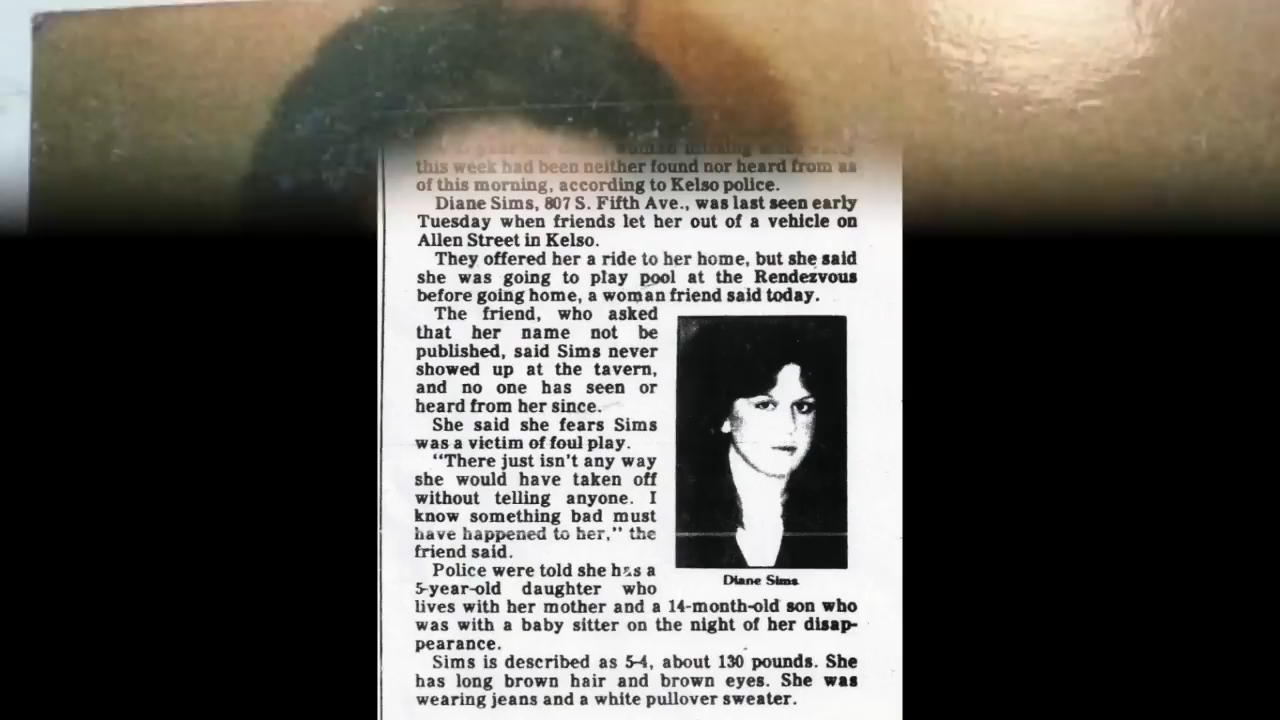 this week had been neither found nor heard from as
of this morning, according to Kelso police.
Diane Sims, 807 S. Fifth Ave., was last seen early
Tuesday when friends let her out of a vehicle on
Allen Street in Kelso.
They offered her a ride to her home, but she said
she was going to play pool at the Rendezvous
before going home, a woman friend said today.
The friend, who asked
that her name not be
published, said Sims never
showed up at the tavern,
and no one has seen or
heard from her since.
She said she fears Sims
was a victim of foul play.
"There just isn't any way
she would have taken off
without telling anyone. I
know something bad must
have happened to her," the
friend said.
Police were told she has a
5-year-old daughter who
lives with her mother and a 14-month-old son who
was with a baby sitter on the night of her disap-
pearance.
Sims is described as 5-4, about 130 pounds. She
has long brown hair and brown eyes. She was
wearing jeans and a white pullover sweater.
Diane Sims